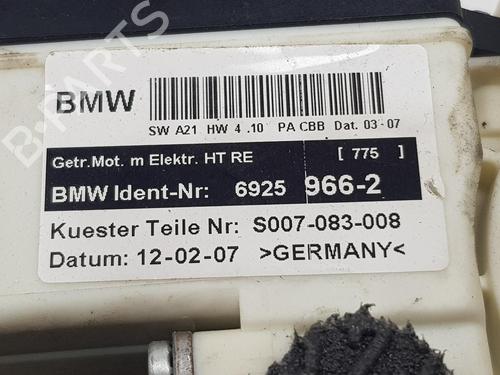 BMW
SW A21 HW 4 .10 PA CBB Dat. 03-07
Getr.Mot. m Elektr. HT RE [ 775 ]
BMW Ident-Nr: 6925 966-2
Kuester Teile Nr: S007-083-008
Datum: 12-02-07 >GERMANY<
B-PARTS